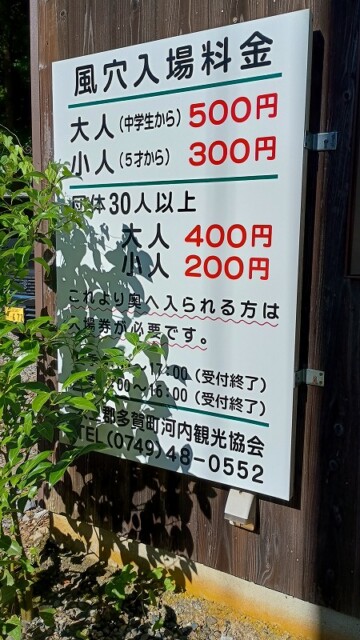 風穴入場料金
大人(中学生から)500円
小人(5才から)300円
団体30人以上
大人 400円
小人 200円
これより奥へ入られる方は
入場券が必要です。
～17:00(受付終了)
00～16:00(受付終了)
郡多賀町河内観光協会
TEL(0749)48-0552